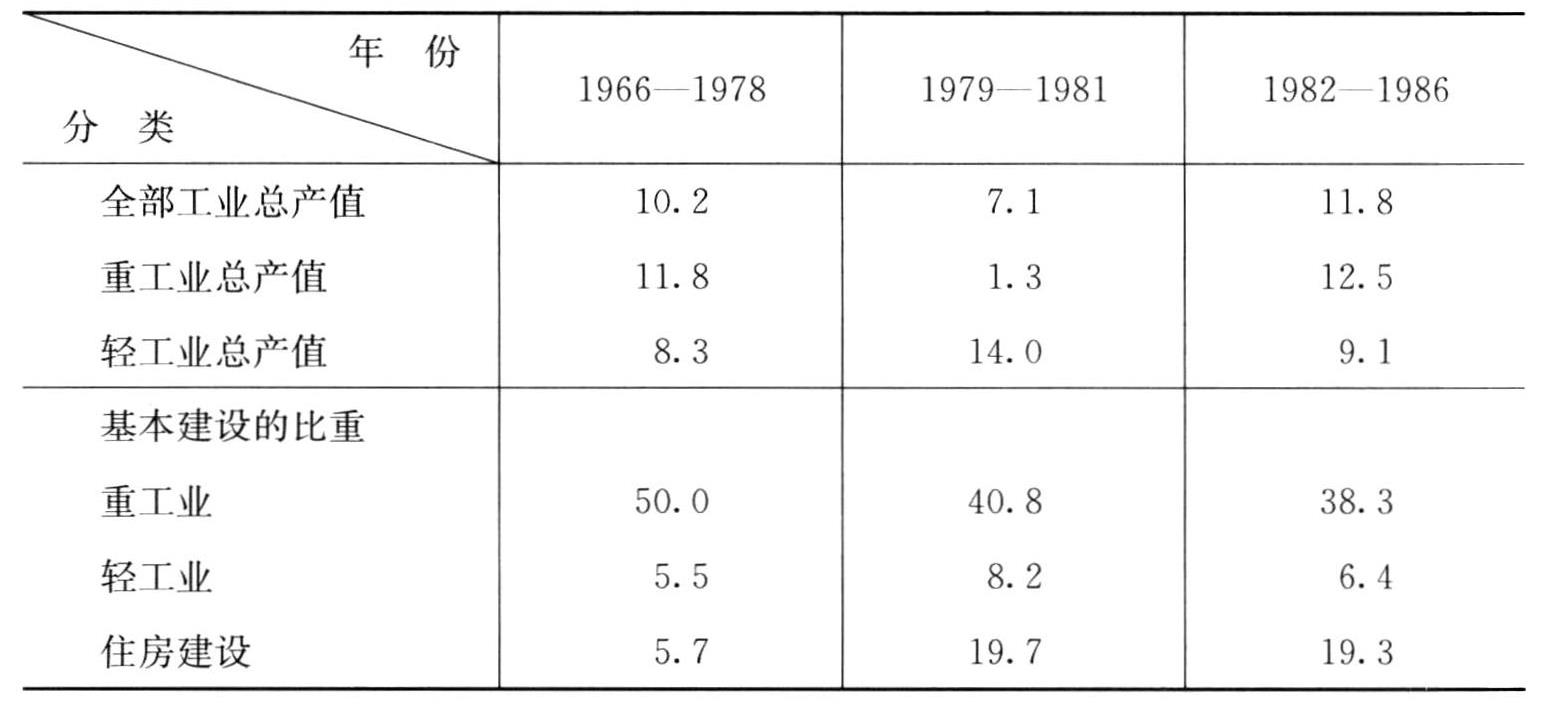 年 份
分 类
1966—1978 1979—1981 1982—1986
全部工业总产值 10.2 7.1 11.8
重工业总产值 11.8 1.3 12.5
轻工业总产值 8.3 14.0 9.1
基本建设的比重
重工业 50.0 40.8 38.3
轻工业 5.5 8.2 6.4
住房建设 5.7 19.7 19.3